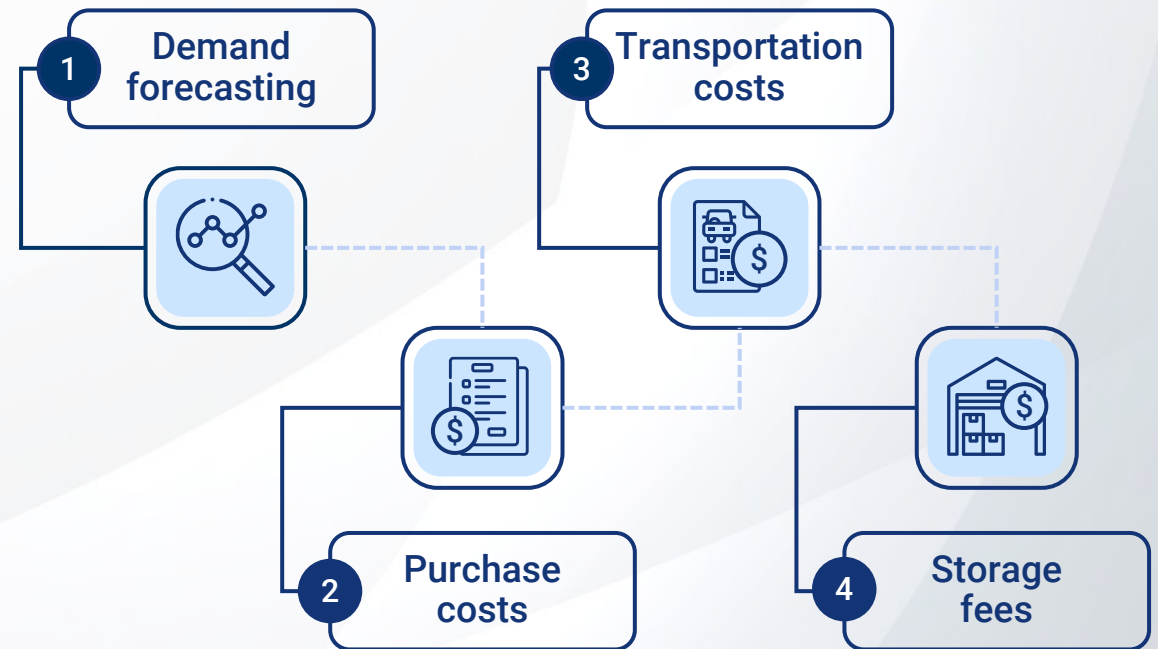 1
Demand
forecasting
2
Purchase
costs
3
Transportation
costs
4
Storage
fees
$
$
$